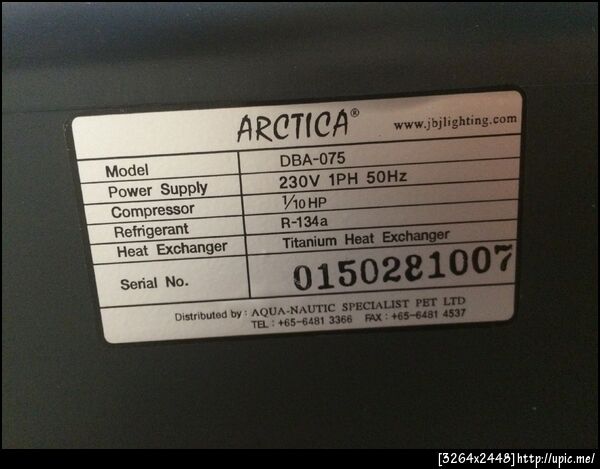 ARCTICA® www.jbjlighting.com
Model DBA-075
Power Supply 230V 1PH 50Hz
Compressor 1/10 HP
Refrigerant R-134a
Heat Exchanger Titanium Heat Exchanger
Serial No. 0150281007
Distributed by : AQUA-NAUTIC SPECIALIST PET LTD
TEL : +65-6481 3366 FAX : +65-6481 4537
[3264x2448]http://upic.me/